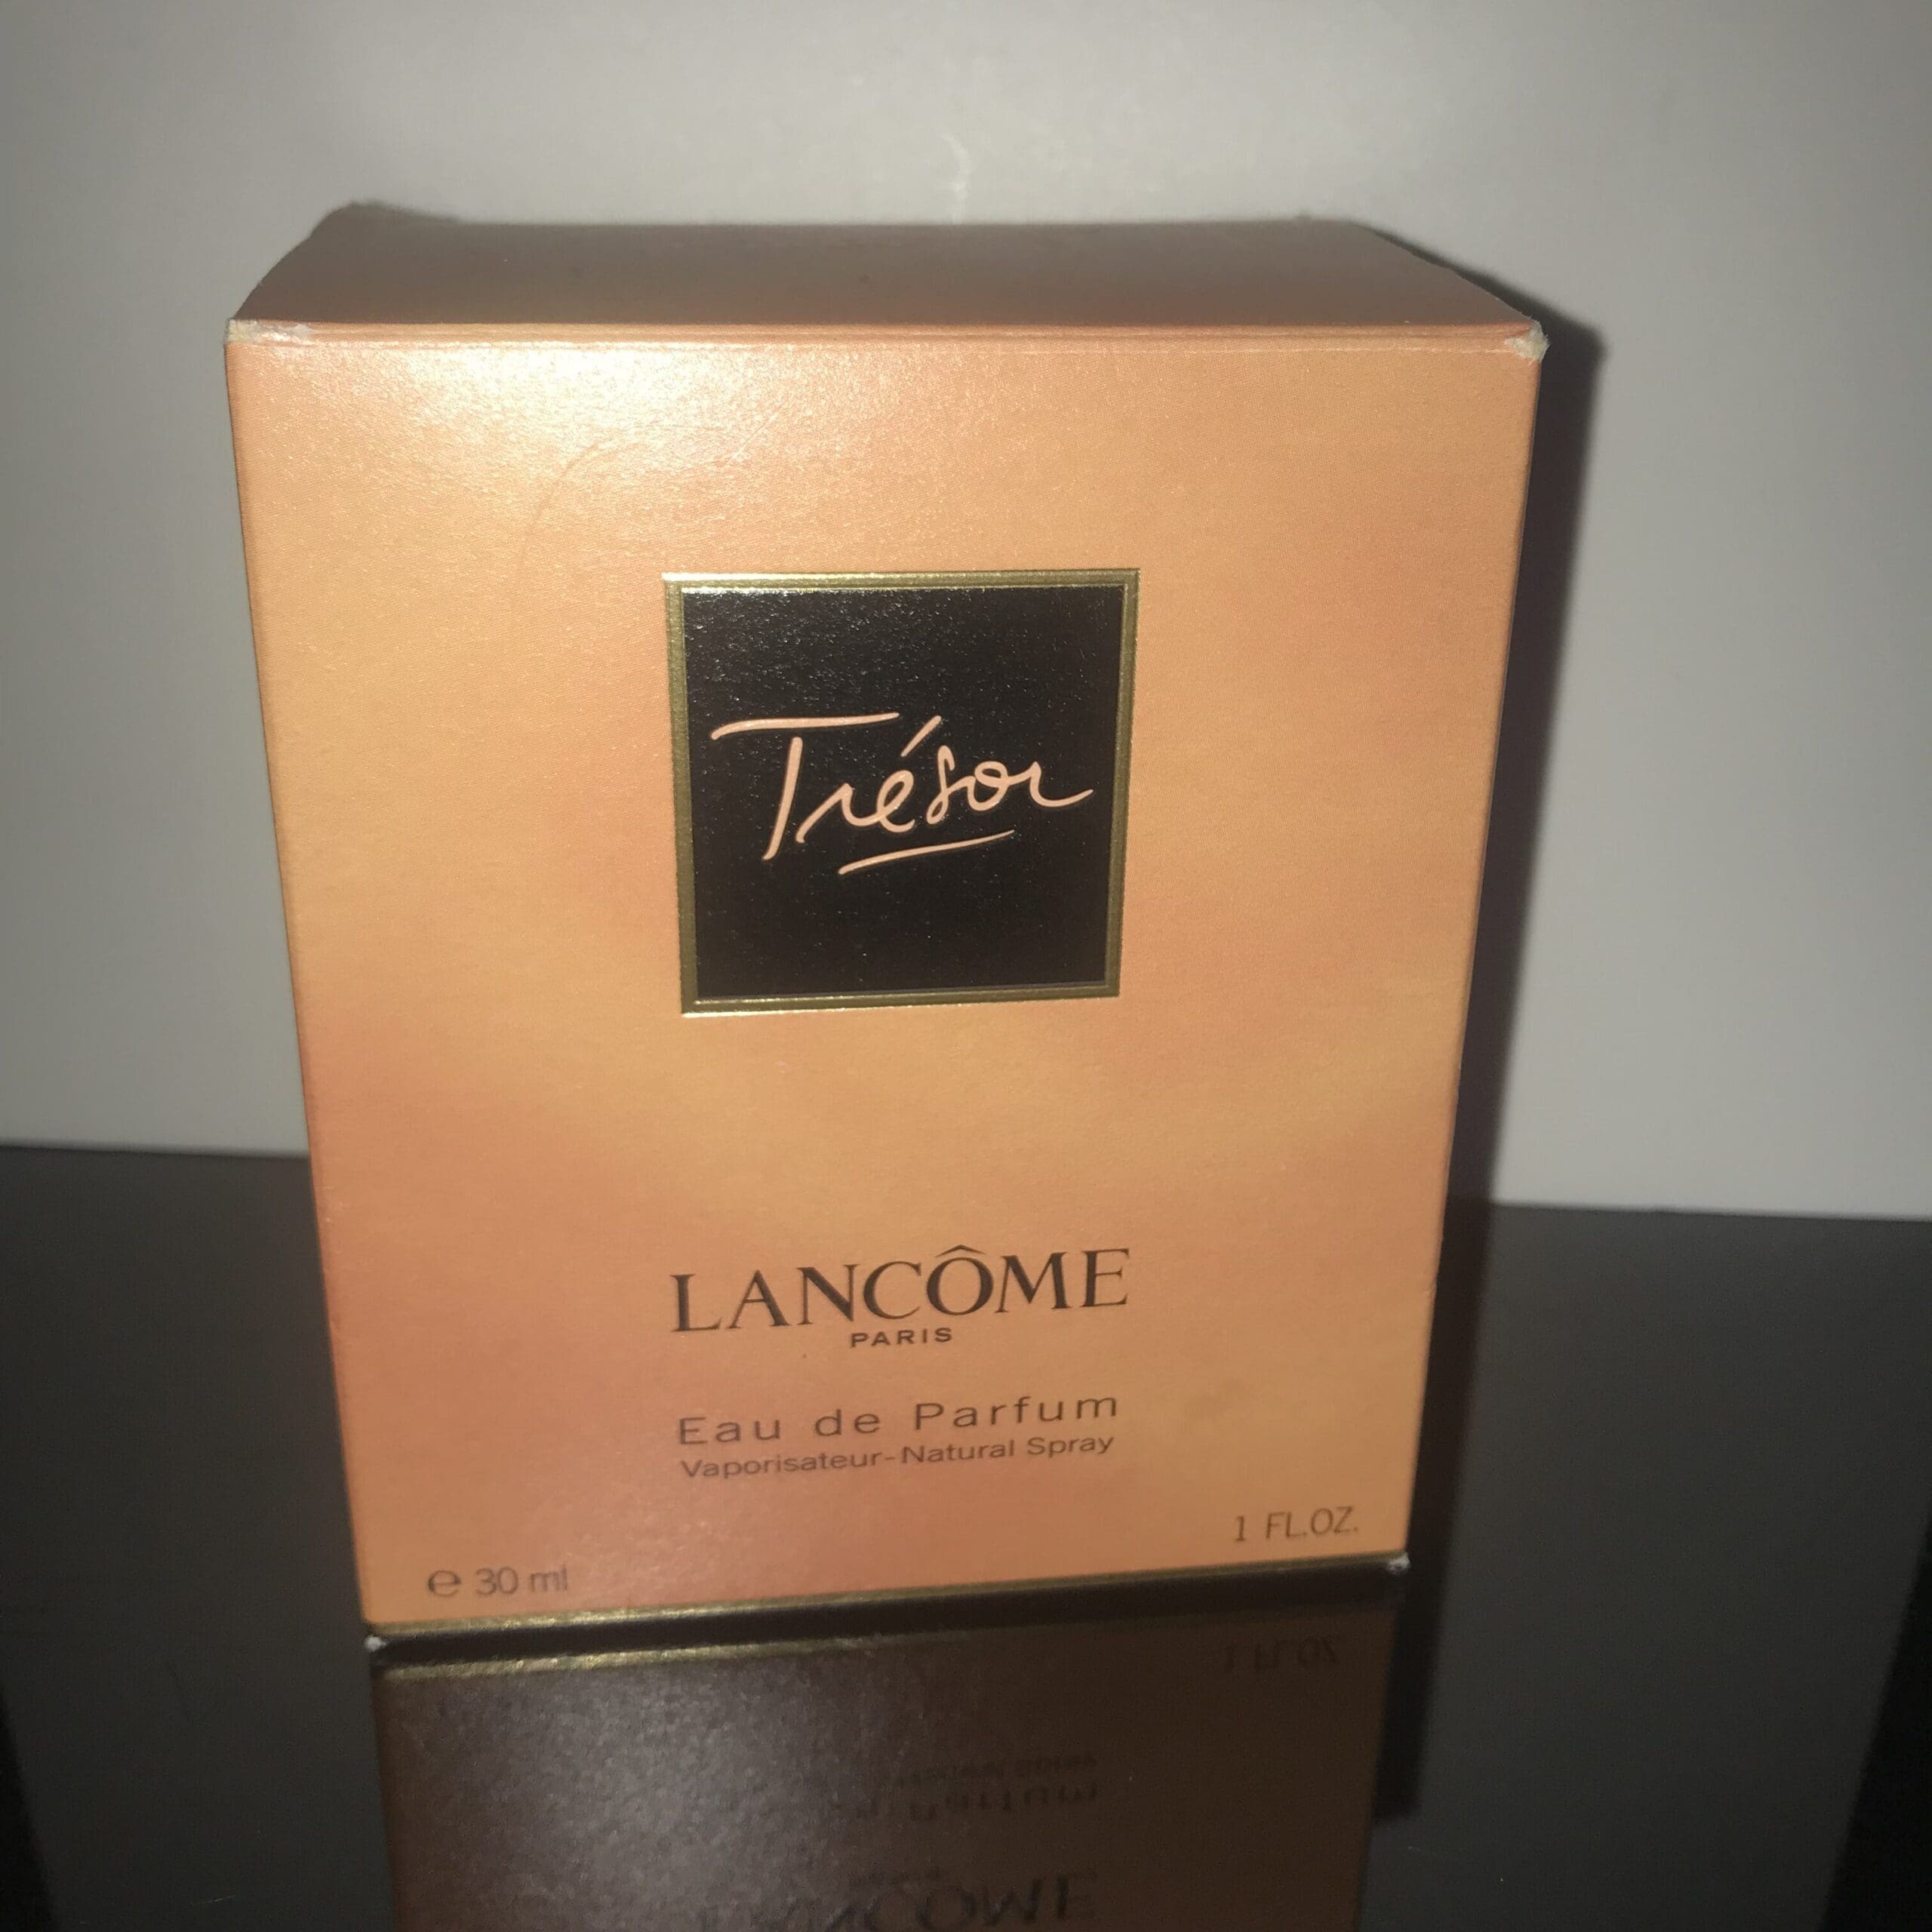 Trésor
LANCÔME
PARIS
Eau de Parfum
Vaporisateur-Natural Spray
1 FL.OZ.
℮ 30 ml